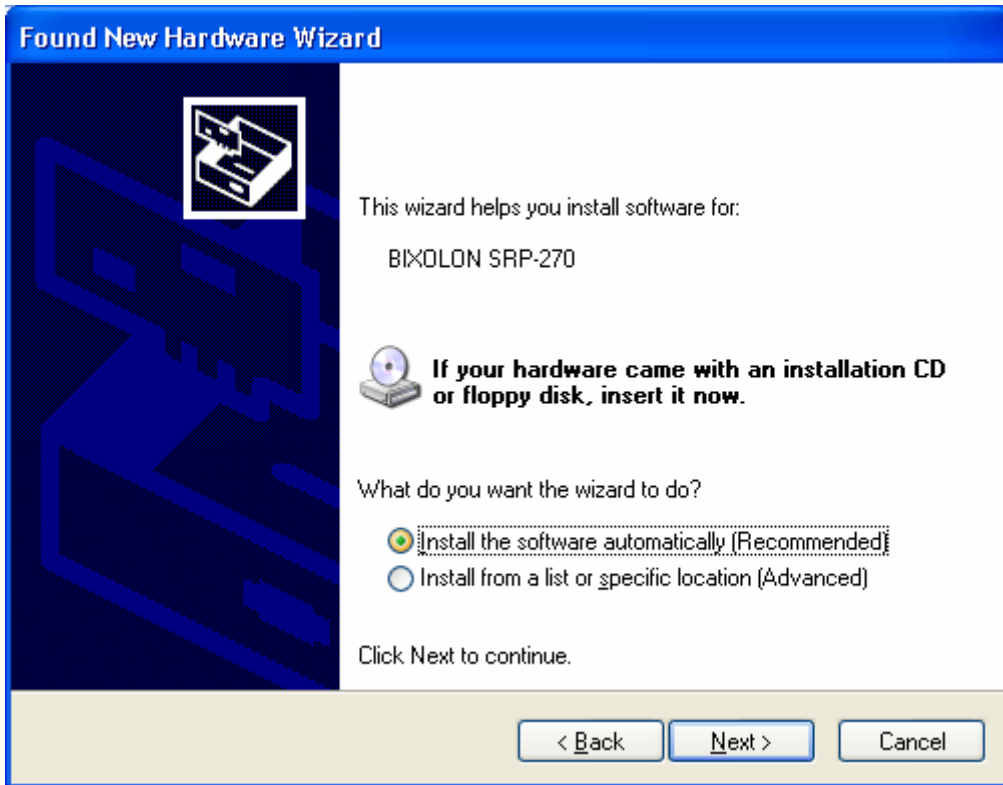 Found New Hardware Wizard
This wizard helps you install software for:
BIXOLON SRP-270
If your hardware came with an installation CD
or floppy disk, insert it now.
What do you want the wizard to do?
Install the software automatically (Recommended)
Install from a list or specific location (Advanced)
Click Next to continue.
< Back
Next >
Cancel